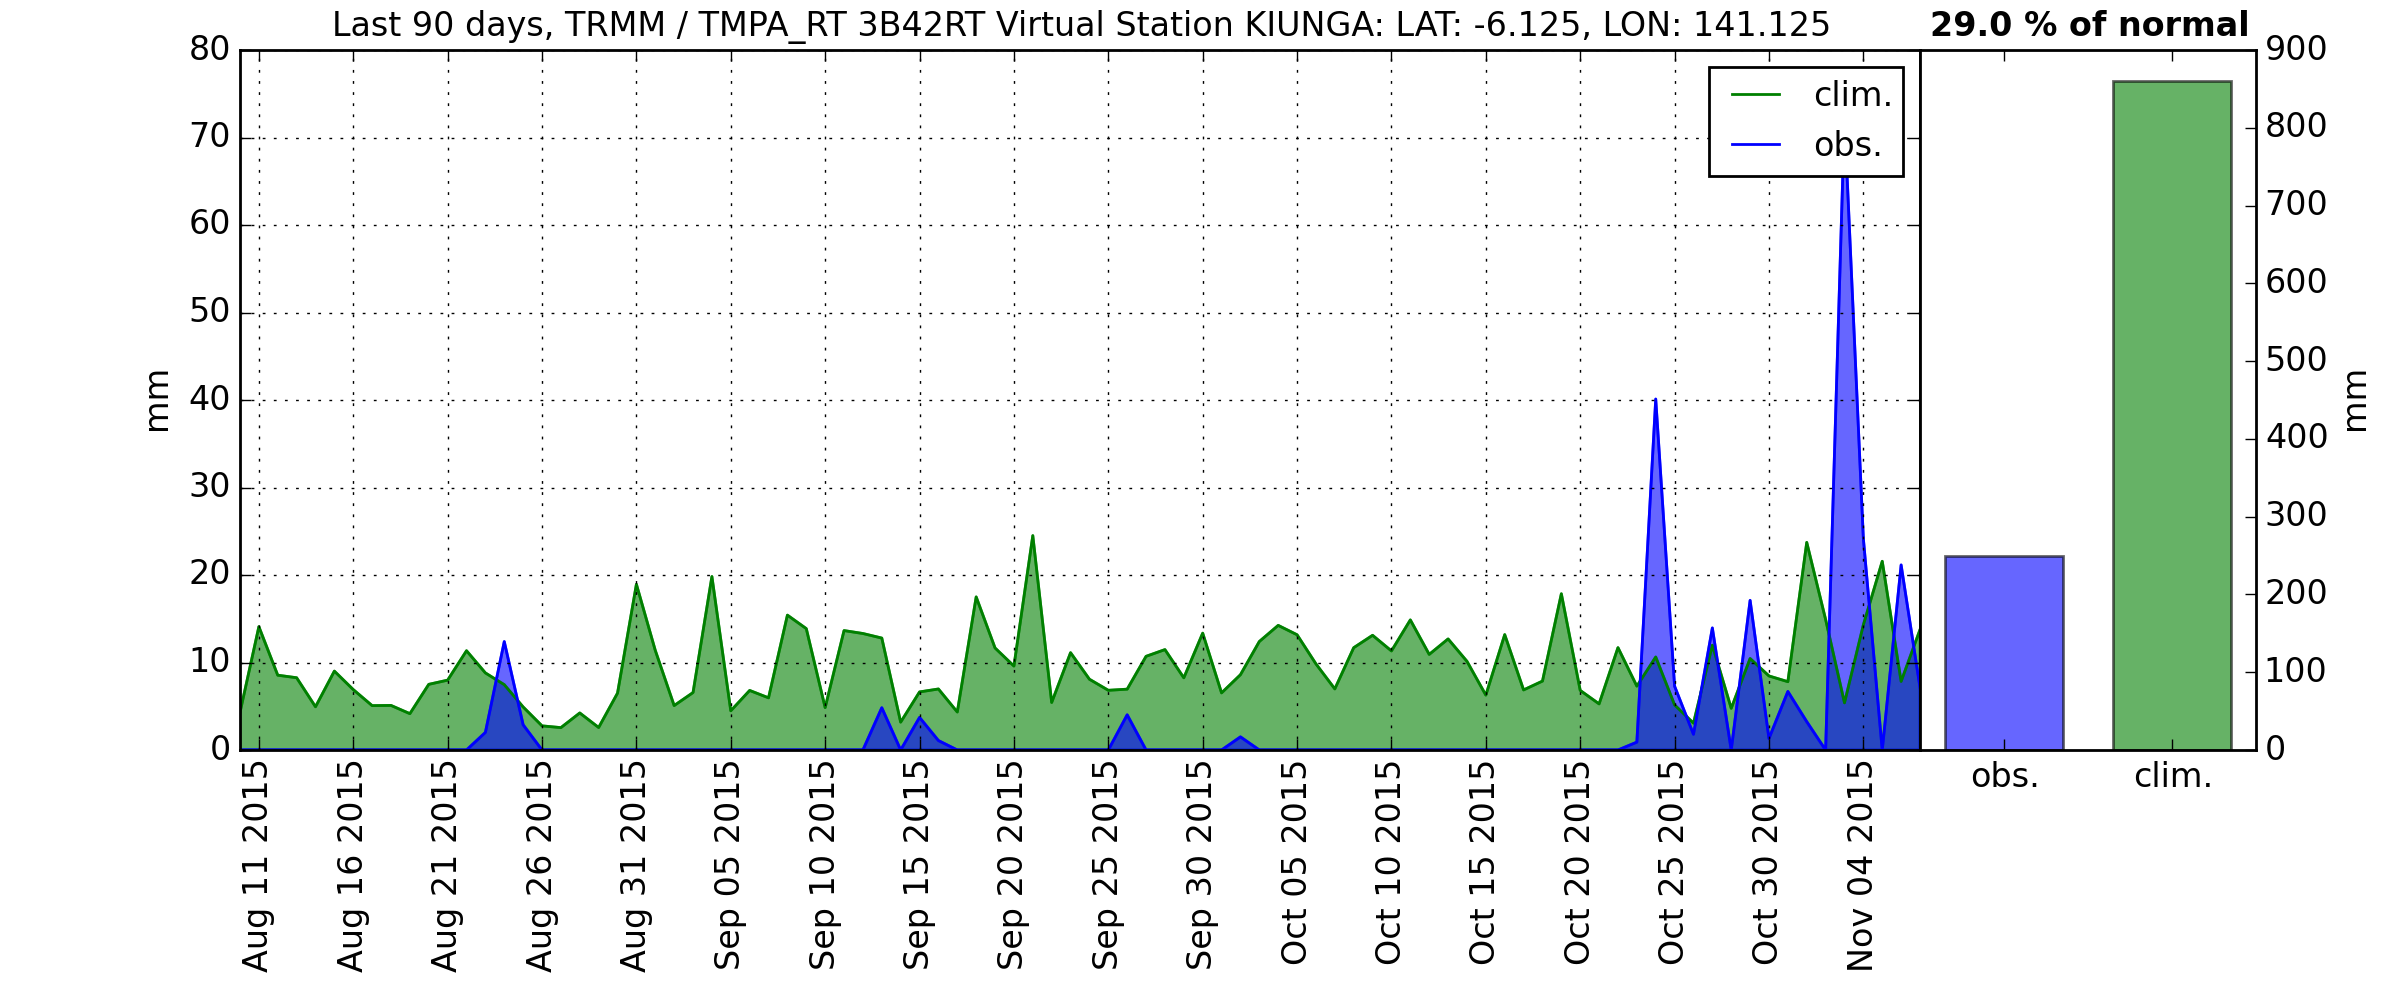 Last 90 days, TRMM / TMPA_RT 3B42RT Virtual Station KIUNGA: LAT: -6.125, LON: 141.125
29.0 % of normal
80
70
60
50
40
30
20
10
0
mm
clim.
obs.
900
800
700
600
500
400
300
200
100
0
mm
obs.
clim.
Aug 11 2015
Aug 16 2015
Aug 21 2015
Aug 26 2015
Aug 31 2015
Sep 05 2015
Sep 10 2015
Sep 15 2015
Sep 20 2015
Sep 25 2015
Sep 30 2015
Oct 05 2015
Oct 10 2015
Oct 15 2015
Oct 20 2015
Oct 25 2015
Oct 30 2015
Nov 04 2015